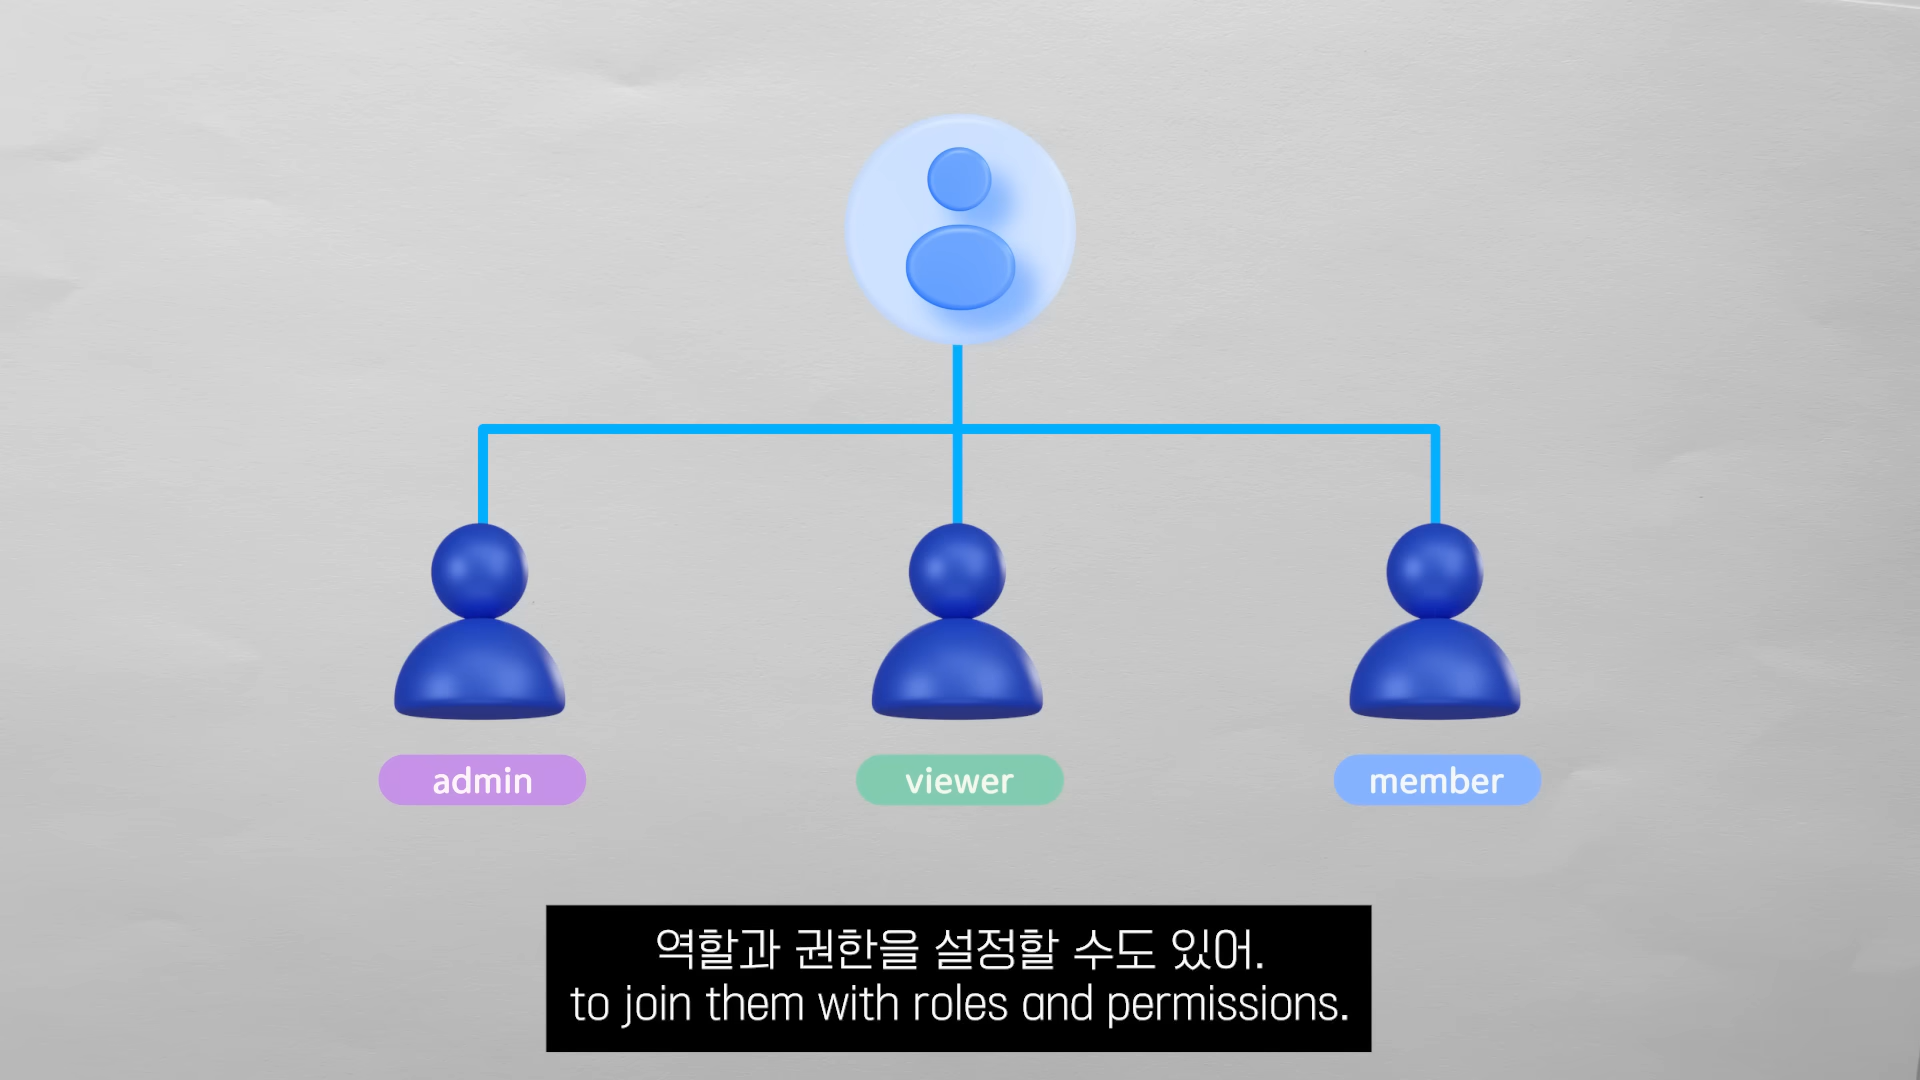 admin
viewer
member
역할과 권한을 설정할 수도 있어.
to join them with roles and permissions.